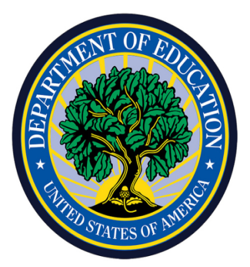 DEPARTMENT OF EDUCATION
UNITED STATES OF AMERICA